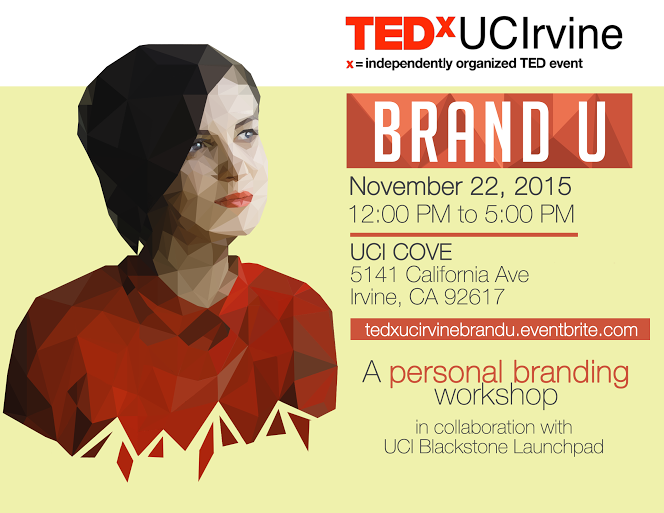 TEDxUCIrvine
x = independently organized TED event
BRAND U
November 22, 2015
12:00 PM to 5:00 PM
UCI COVE
5141 California Ave
Irvine, CA 92617
tedxucirvinebrandu.eventbrite.com
A personal branding
workshop
in collaboration with
UCI Blackstone Launchpad